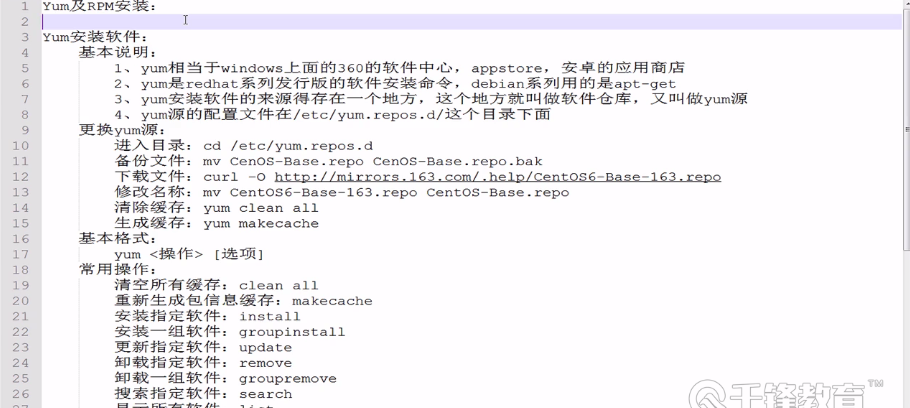 1 Yum及RPM安装：
2
3 Yum安装软件：
4 基本说明：
5 1、yum相当于windows上面的360的软件中心，appstore，安卓的应用商店
6 2、yum是redhat系列发行版的软件安装命令，debian系列用的是apt-get
7 3、yum安装软件的来源得存在一个地方，这个地方就叫做软件仓库，又叫做yum源
8 4、yum源的配置文件在/etc/yum.repos.d/这个目录下面
9 更换yum源：
10 进入目录：cd /etc/yum.repos.d
11 备份文件：mv CenOS-Base.repo CenOS-Base.repo.bak
12 下载文件：curl -O http://mirrors.163.com/.help/CentOS6-Base-163.repo
13 修改名称：mv CentOS6-Base-163.repo CentOS-Base.repo
14 清除缓存：yum clean all
15 生成缓存：yum makecache
16 基本格式：
17 yum <操作> [选项]
18 常用操作：
19 清空所有缓存：clean all
20 重新生成包信息缓存：makecache
21 安装指定软件：install
22 安装一组软件：groupinstall
23 更新指定软件：update
24 卸载指定软件：remove
25 卸载一组软件：groupremove
26 搜索指定软件：search
千锋教育™